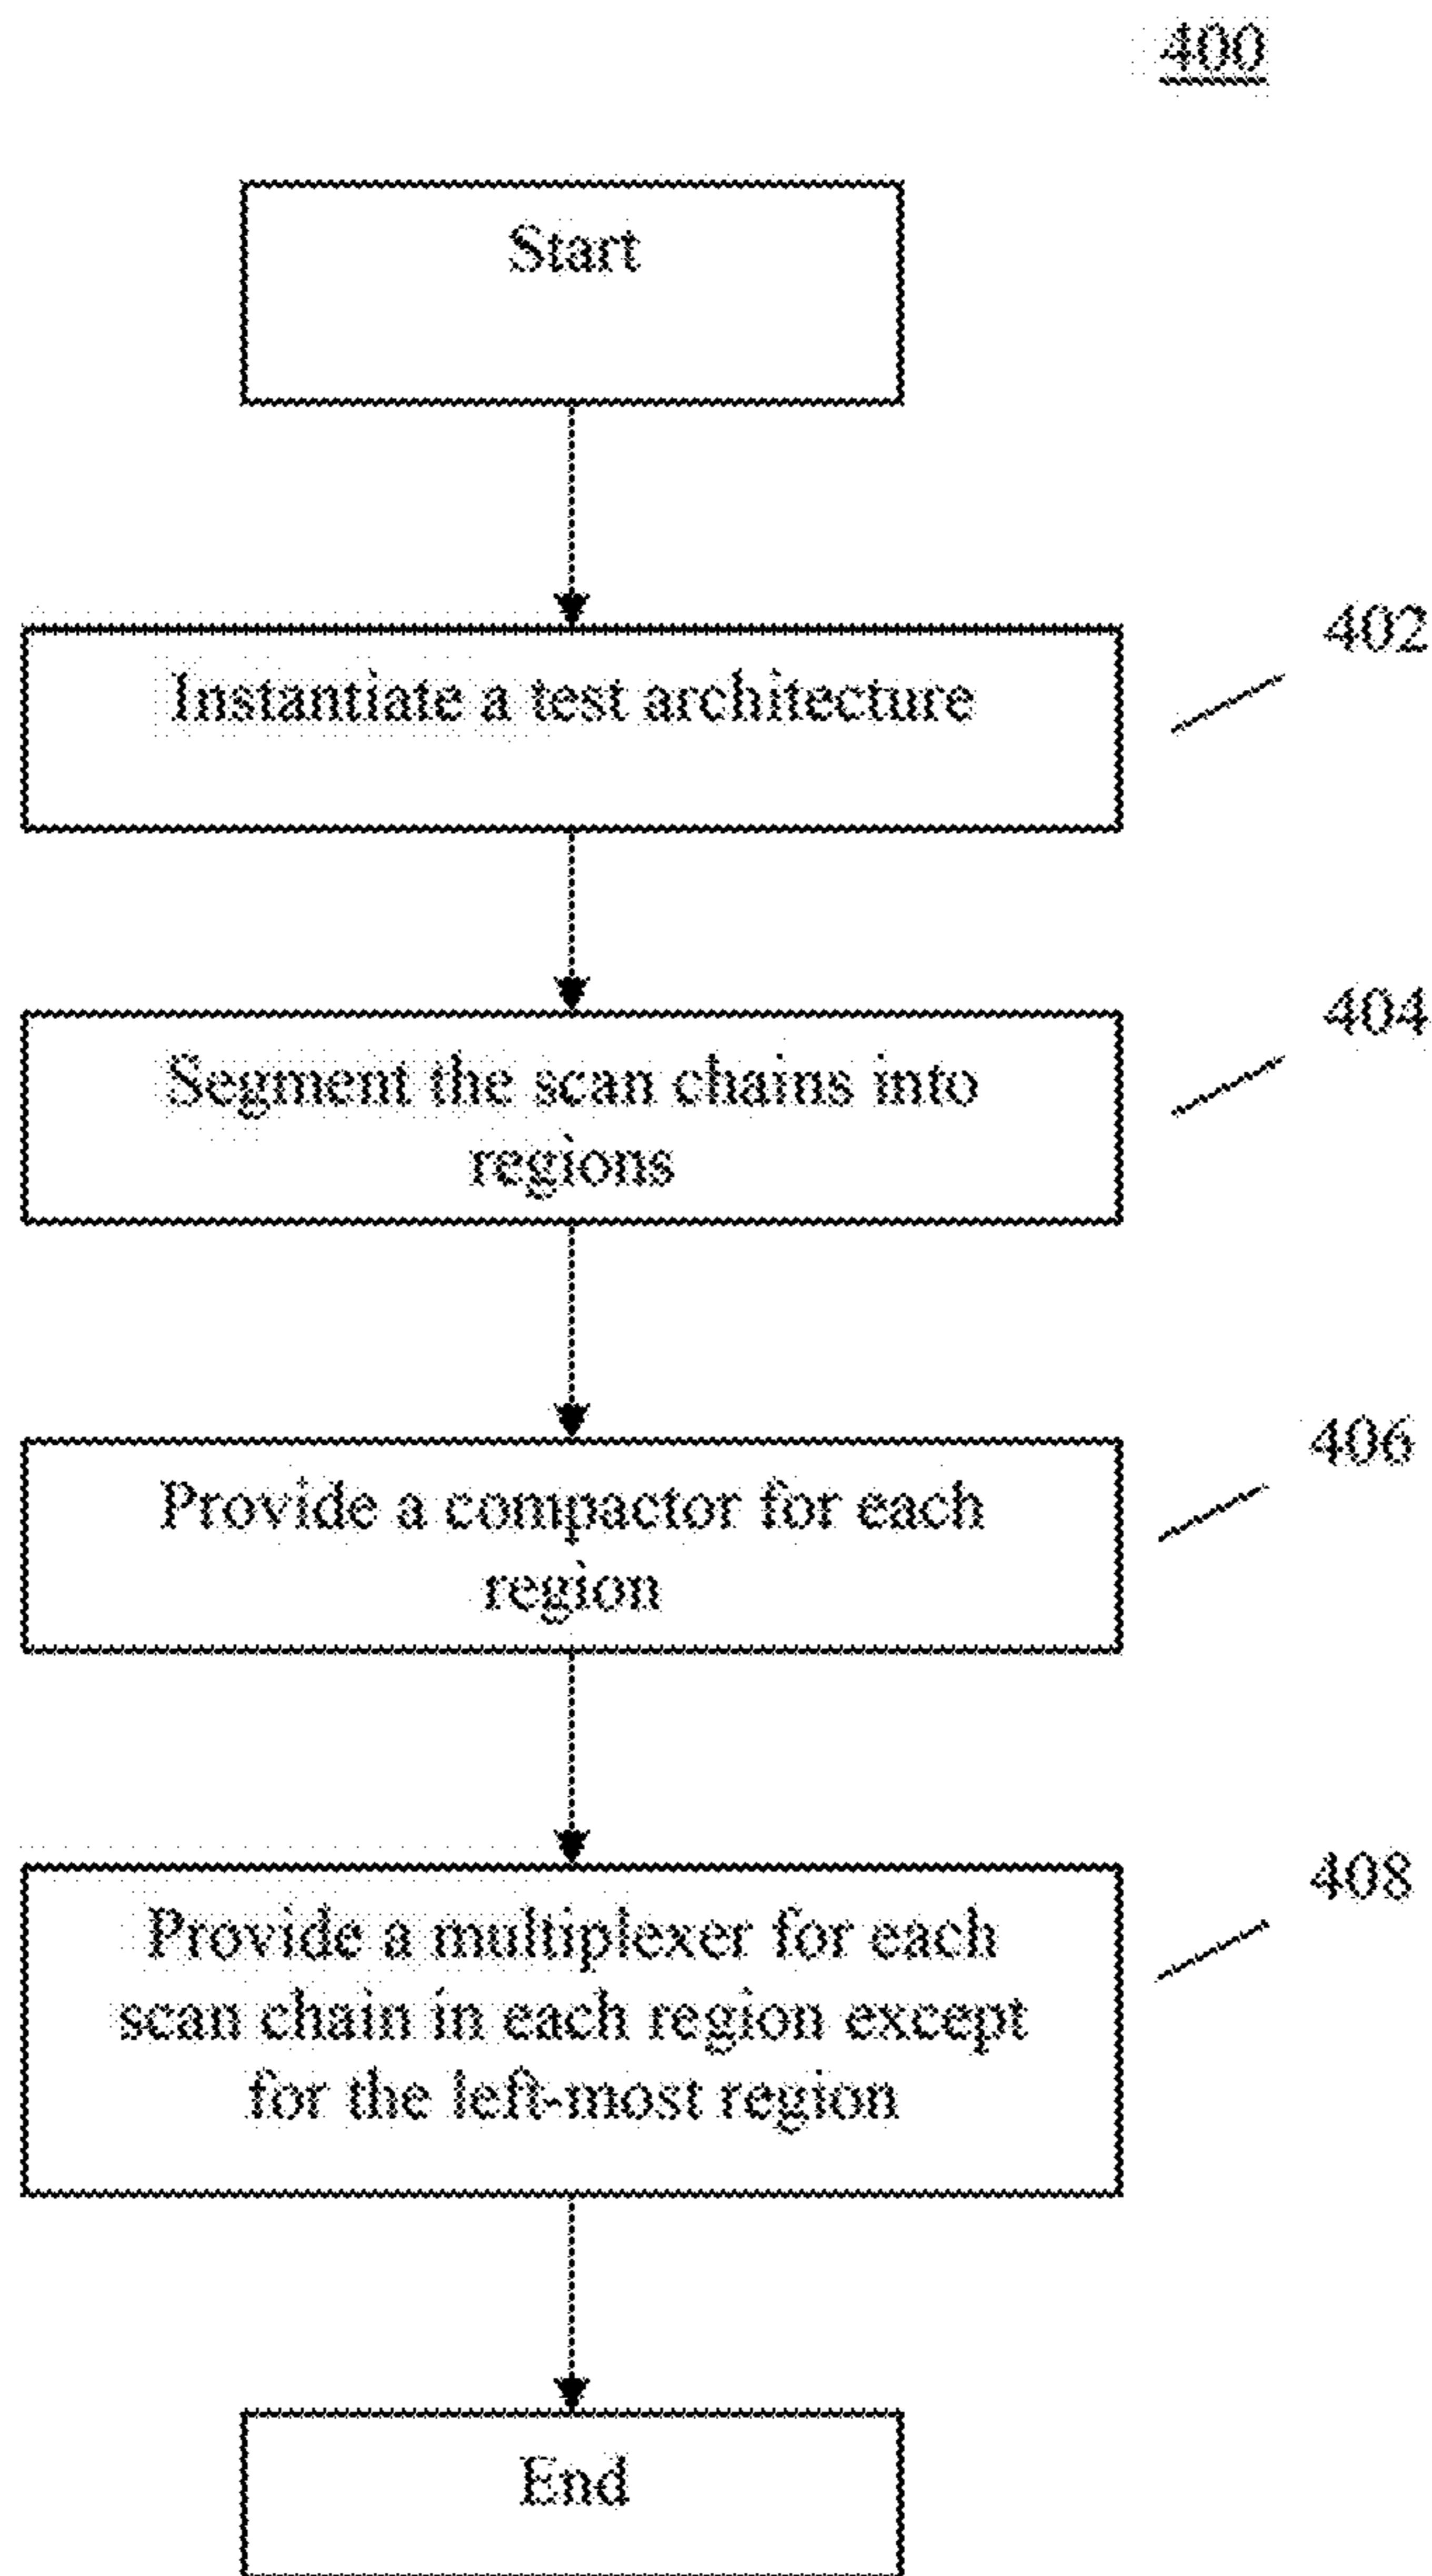 400
Start
Instantiate a test architecture
402
Segment the scan chains into
regions
404
Provide a compactor for each
region
406
Provide a multiplexer for each
scan chain in each region except
for the left-most region
408
End